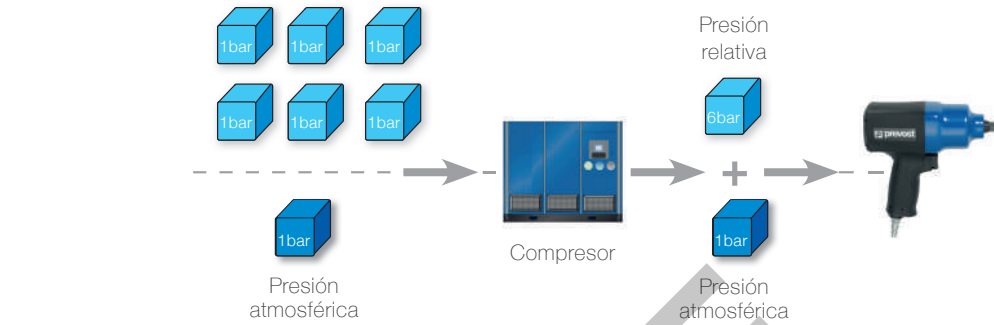 1bar 1bar 1bar
1bar 1bar 1bar
1bar
Presión
atmosférica
Compresor
Presión
relativa
6bar
+
1bar
Presión
atmosférica
prevost